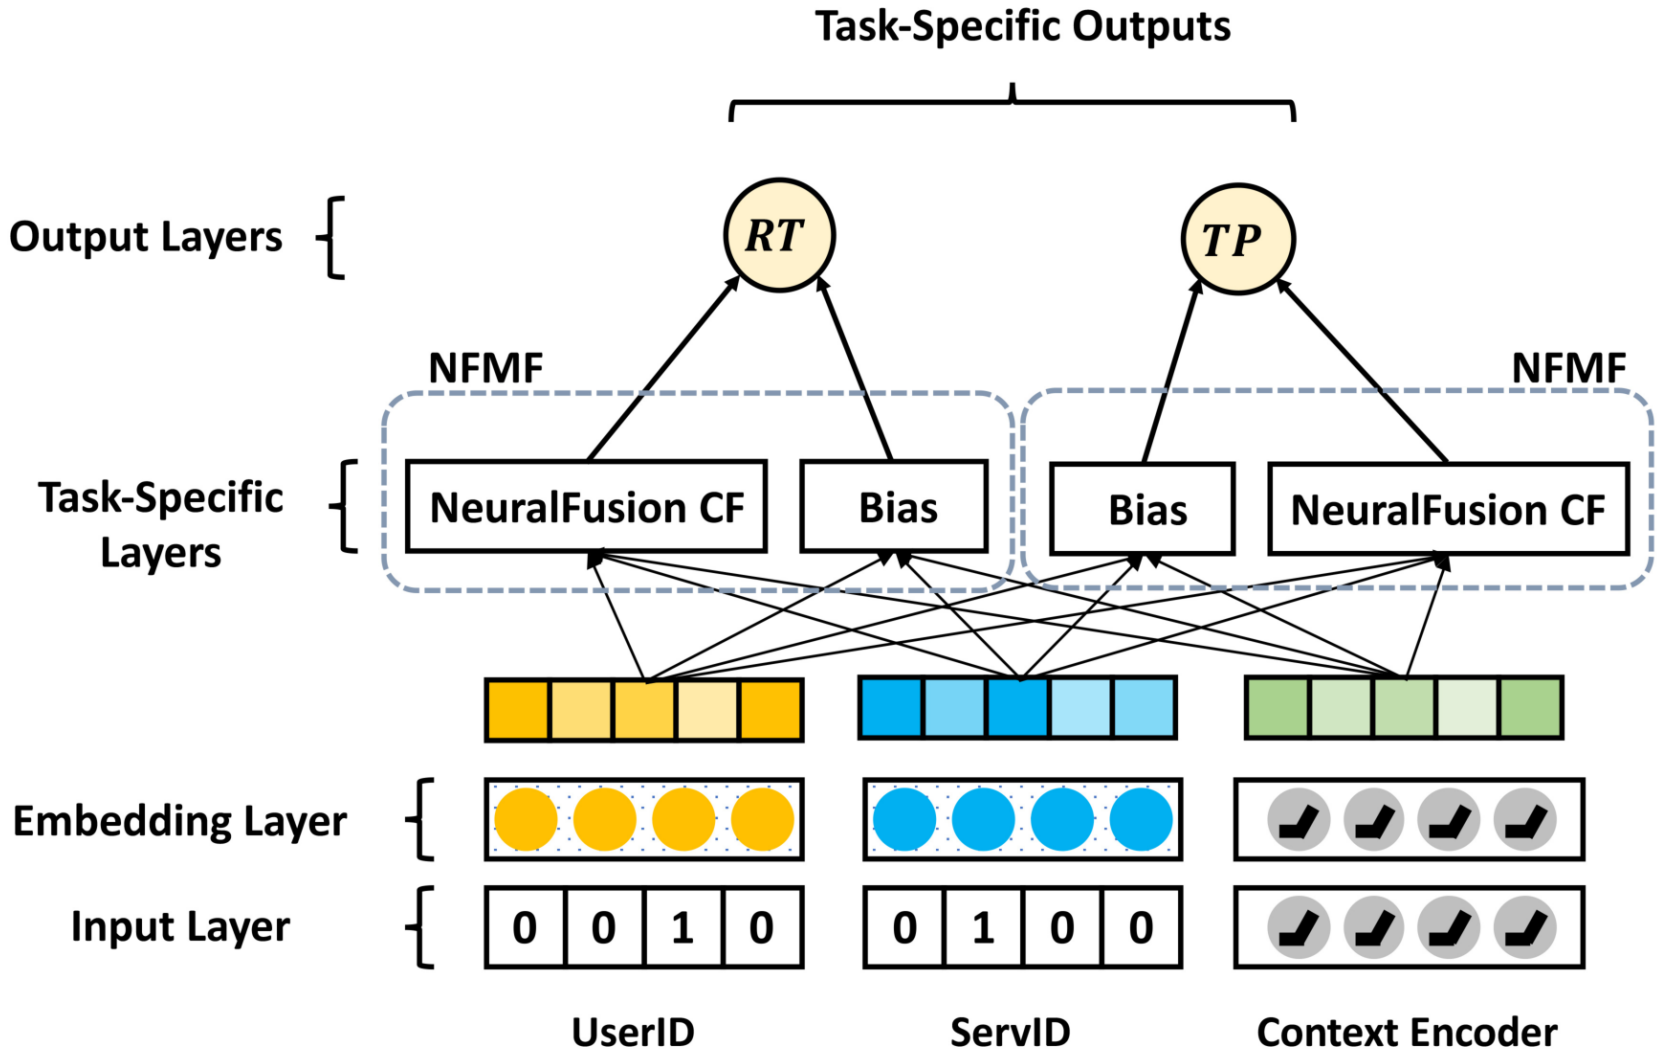 Task-Specific Outputs
Output Layers
RT
TP
NFMF
NFMF
Task-Specific
Layers
NeuralFusion CF
Bias
Bias
NeuralFusion CF
Embedding Layer
Input Layer
0 0 1 0
0 1 0 0
UserID
ServID
Context Encoder